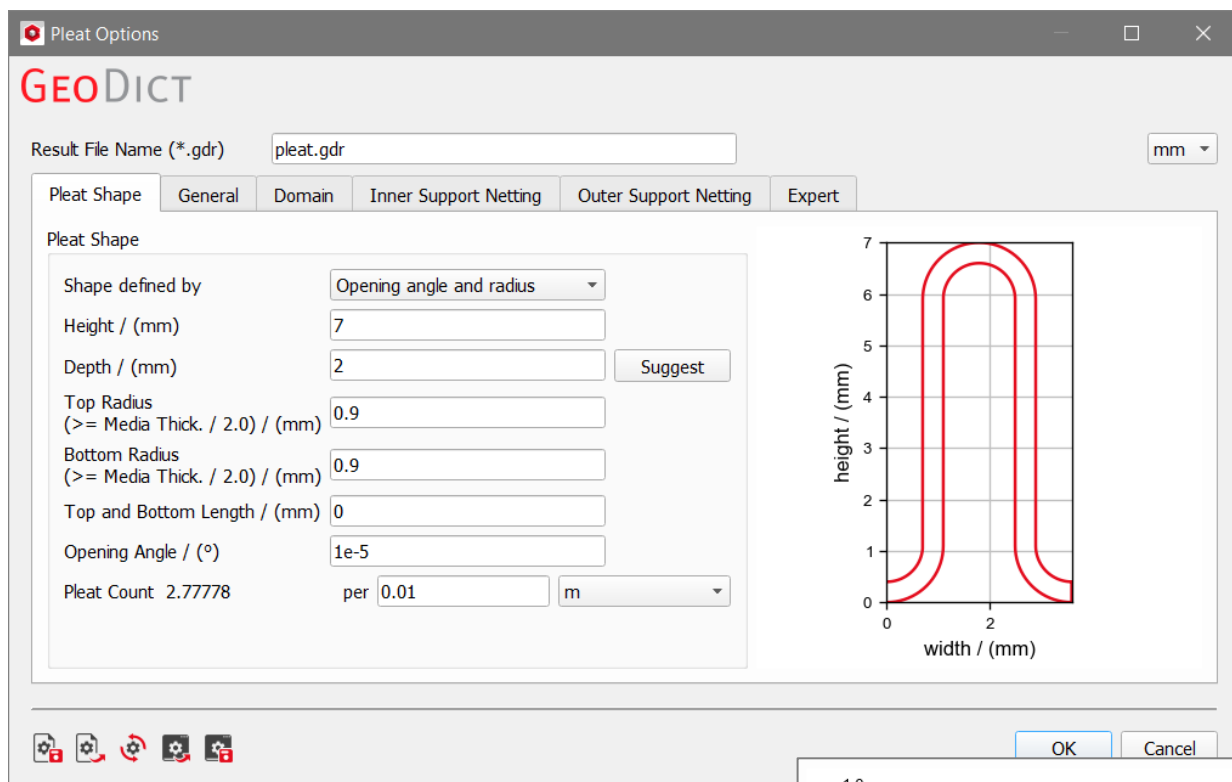 Pleat Options
GEODICT
Result File Name (*.gdr) pleat.gdr mm
Pleat Shape General Domain Inner Support Netting Outer Support Netting Expert
Pleat Shape
Shape defined by Opening angle and radius
Height / (mm) 7
Depth / (mm) 2 Suggest
Top Radius
(>= Media Thick. / 2.0) / (mm) 0.9
Bottom Radius
(>= Media Thick. / 2.0) / (mm) 0.9
Top and Bottom Length / (mm) 0
Opening Angle / (°) 1e-5
Pleat Count 2.77778 per 0.01 m
7
6
5
4
3
2
1
0
height / (mm)
0 2
width / (mm)
OK Cancel